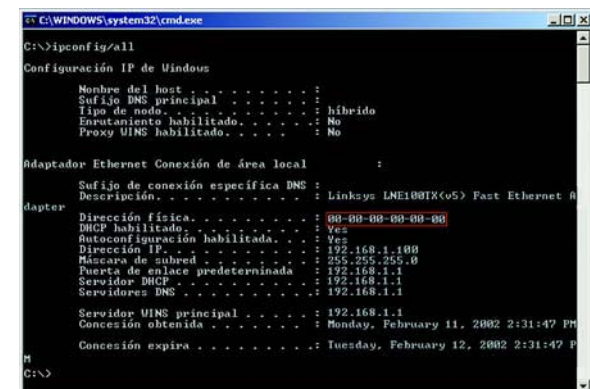 C:\WINDOWS\system32\cmd.exe
C:\>ipconfig/all
Configuración IP de Windows
Nombre del host . . . . . . . . . . :
Sufijo DNS principal . . . . . . :
Tipo de nodo. . . . . . . . . . . . : híbrido
Enrutamiento habilitado. . . . . .: No
Proxy WINS habilitado. . . . . : No
Adaptador Ethernet Conexión de área local :
Sufijo de conexión específica DNS :
Descripción. . . . . . . . . . . . . : Linksys LNE100TX(v5) Fast Ethernet A
dapter
Dirección física. . . . . . . . . . : 00-00-00-00-00-00
DHCP habilitado. . . . . . . . . . . : Yes
Autoconfiguración habilitada. . . : Yes
Dirección IP. . . . . . . . . . . . : 192.168.1.100
Máscara de subred . . . . . . . . . : 255.255.255.0
Puerta de enlace predeterminada : 192.168.1.1
Servidor DHCP . . . . . . . . . . . : 192.168.1.1
Servidores DNS . . . . . . . . . . : 192.168.1.1
Servidor WINS principal . . . . . : 192.168.1.1
Concesión obtenida . . . . . . . . : Monday, February 11, 2002 2:31:47 PM
Concesión expira . . . . . . . . . .: Tuesday, February 12, 2002 2:31:47 P
M
C:\>